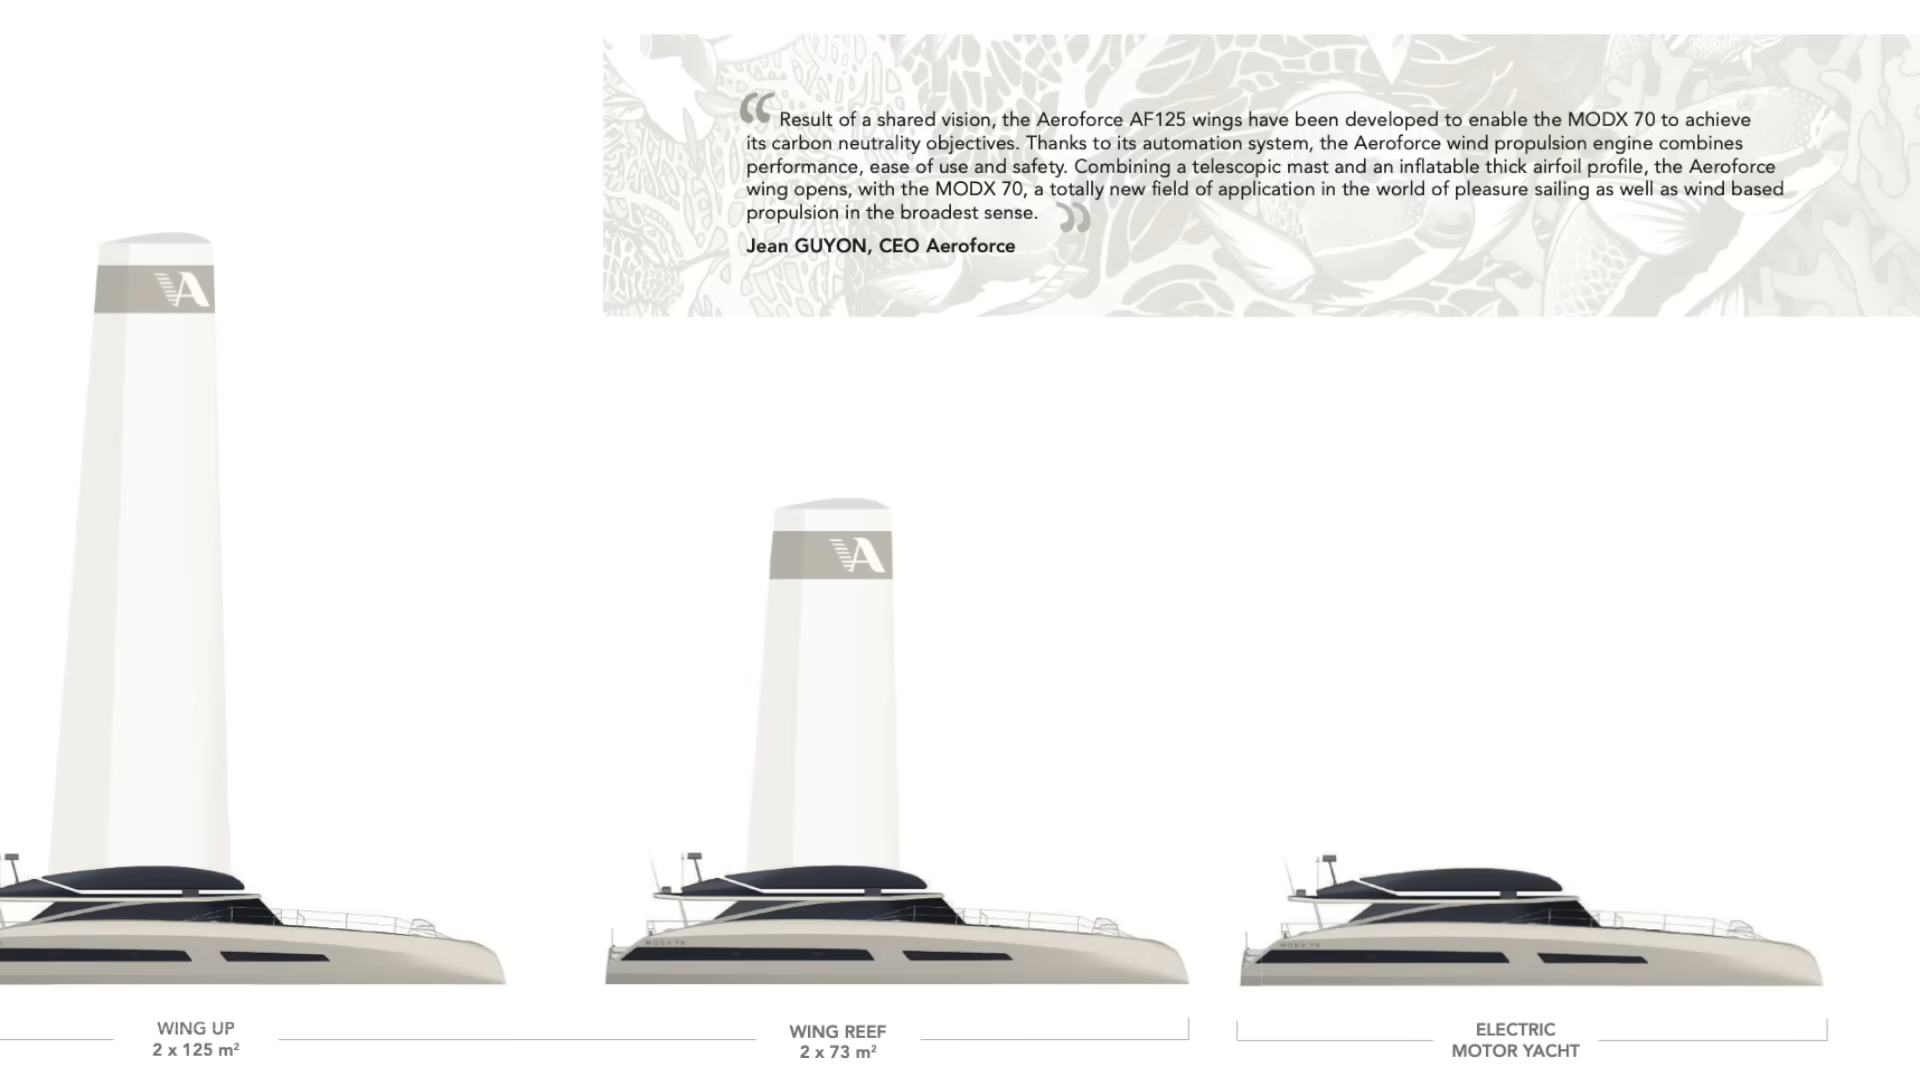 “ Result of a shared vision, the Aeroforce AF125 wings have been developed to enable the MODX 70 to achieve
its carbon neutrality objectives. Thanks to its automation system, the Aeroforce wind propulsion engine combines
performance, ease of use and safety. Combining a telescopic mast and an inflatable thick airfoil profile, the Aeroforce
wing opens, with the MODX 70, a totally new field of application in the world of pleasure sailing as well as wind based
propulsion in the broadest sense. ”
Jean GUYON, CEO Aeroforce
A
A
MODX 70
MODX 70
WING UP
2 x 125 m²
WING REEF
2 x 73 m²
ELECTRIC
MOTOR YACHT